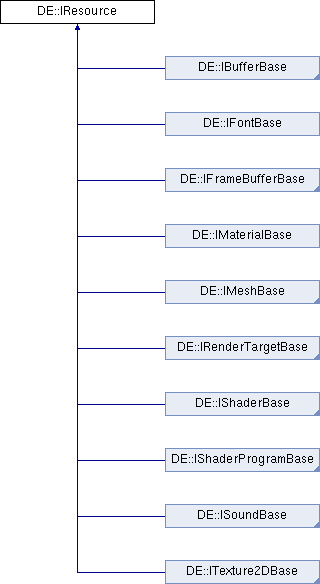 DE::IResource
DE::IBufferBase
DE::IFontBase
DE::IFrameBufferBase
DE::IMaterialBase
DE::IMeshBase
DE::IRenderTargetBase
DE::IShaderBase
DE::IShaderProgramBase
DE::ISoundBase
DE::ITexture2DBase